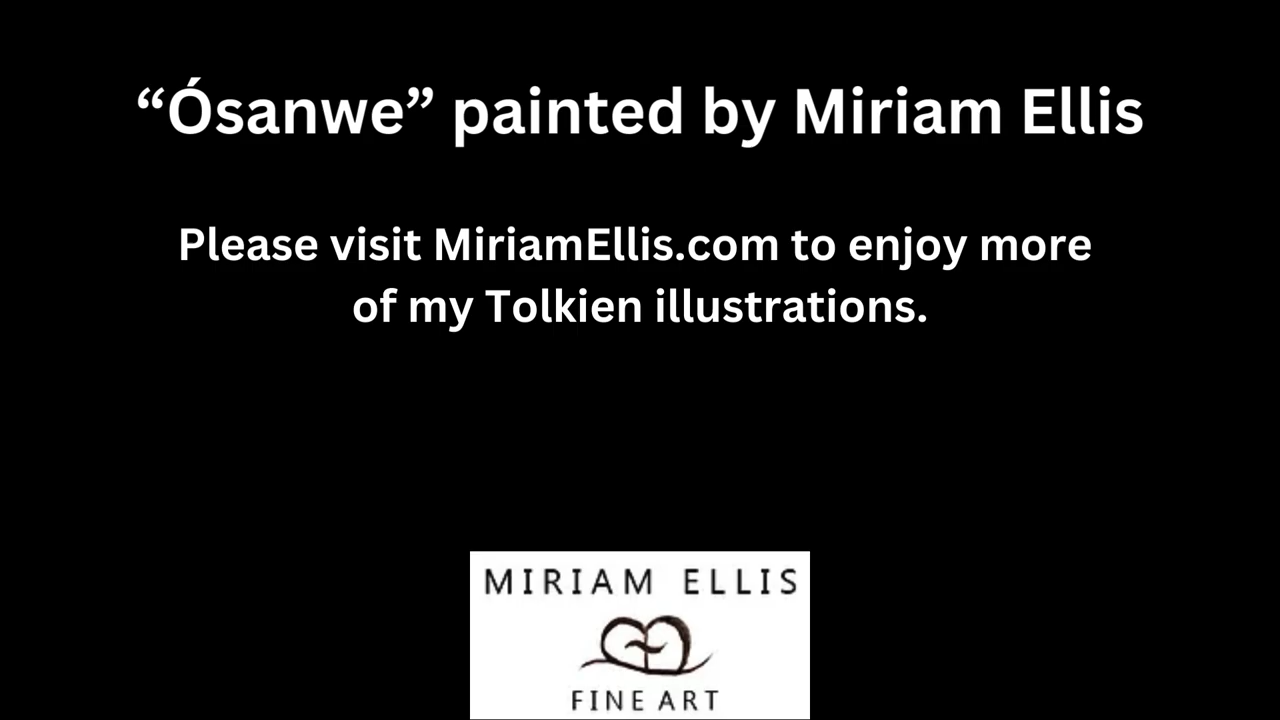 “Ósanwe” painted by Miriam Ellis
Please visit MiriamEllis.com to enjoy more
of my Tolkien illustrations.
MIRIAM ELLIS
FINE ART